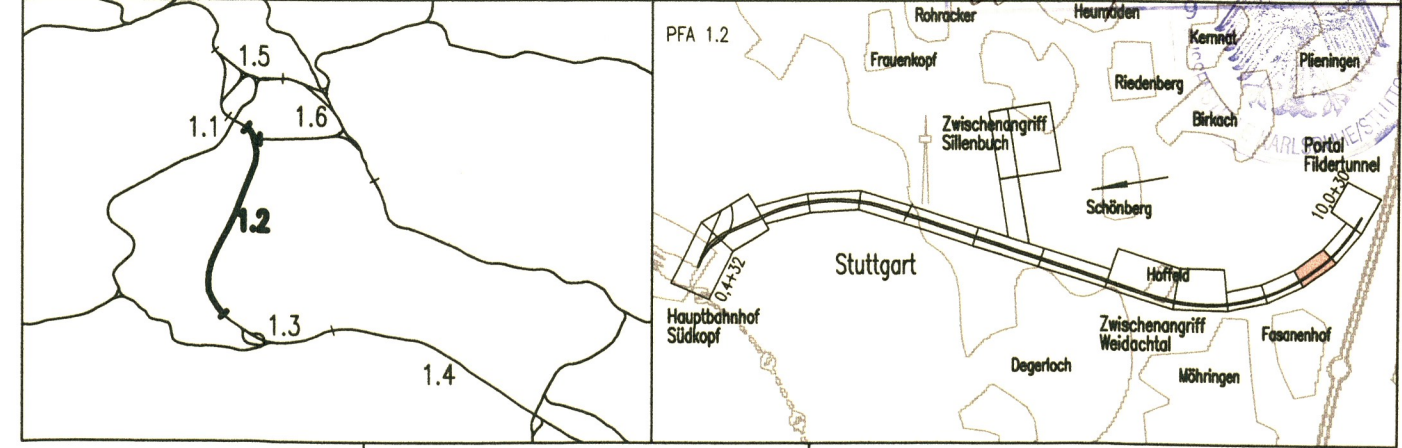 1.5
1.6
1.1
1.2
1.3
1.4
PFA 1.2
Rohracker
Heumaden
9
Kemnat
Frauenkopf
Plieningen
Riedenberg
Zwischenangriff
Sillenbuch
Birkach
Portal
Fildertunnel
10,0+30
Schönberg
Stuttgart
Hoffeld
0,4+32
Hauptbahnhof
Südkopf
Zwischenangriff
Weidachtal
Fasanenhof
Degerloch
Möhringen